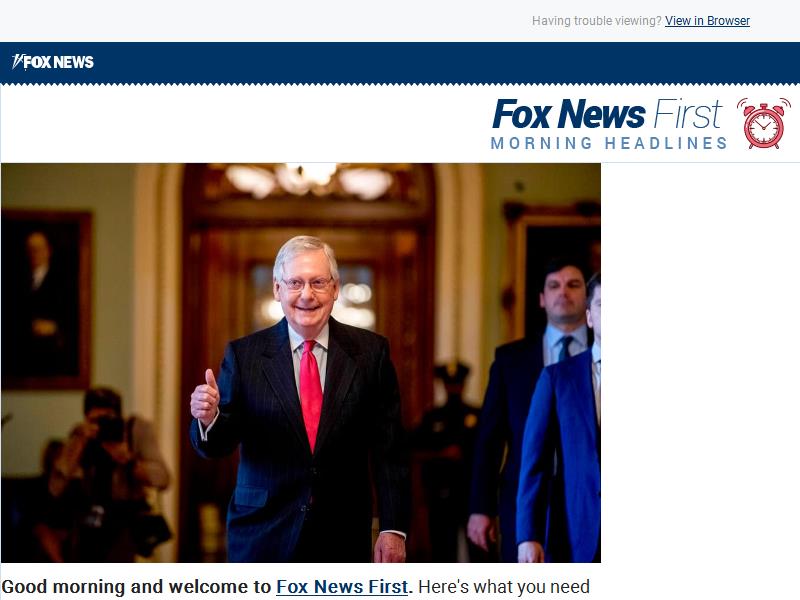 Having trouble viewing? View in Browser
FOX NEWS
Fox News First
MORNING HEADLINES
Good morning and welcome to Fox News First. Here's what you need